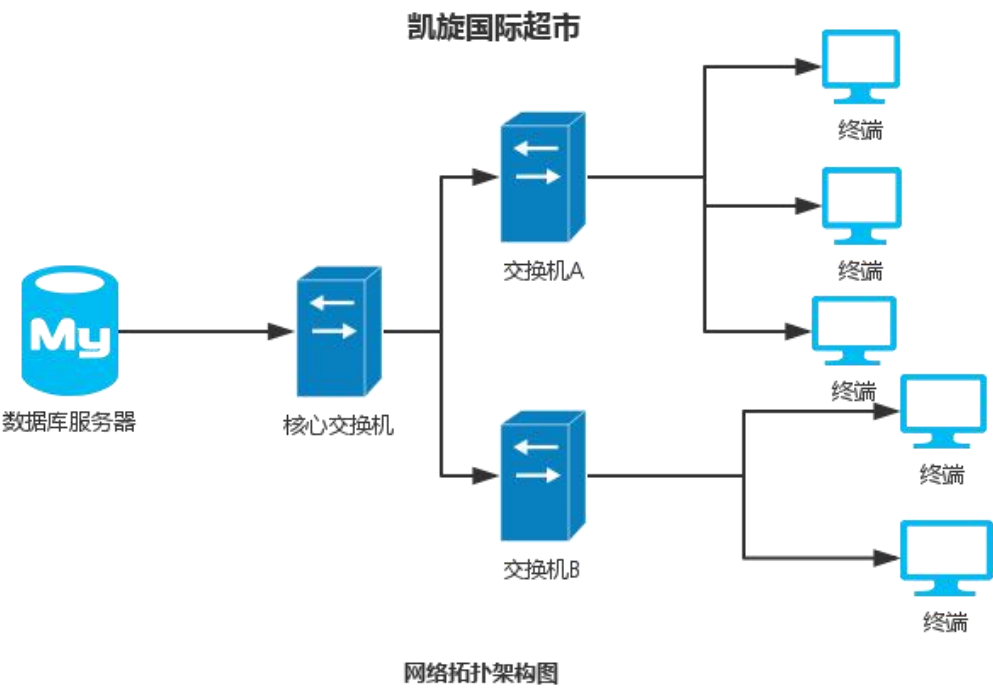 凯旋国际超市
终端
终端
交换机A
My
终端
数据库服务器
核心交换机
终端
交换机B
终端
网络拓扑架构图